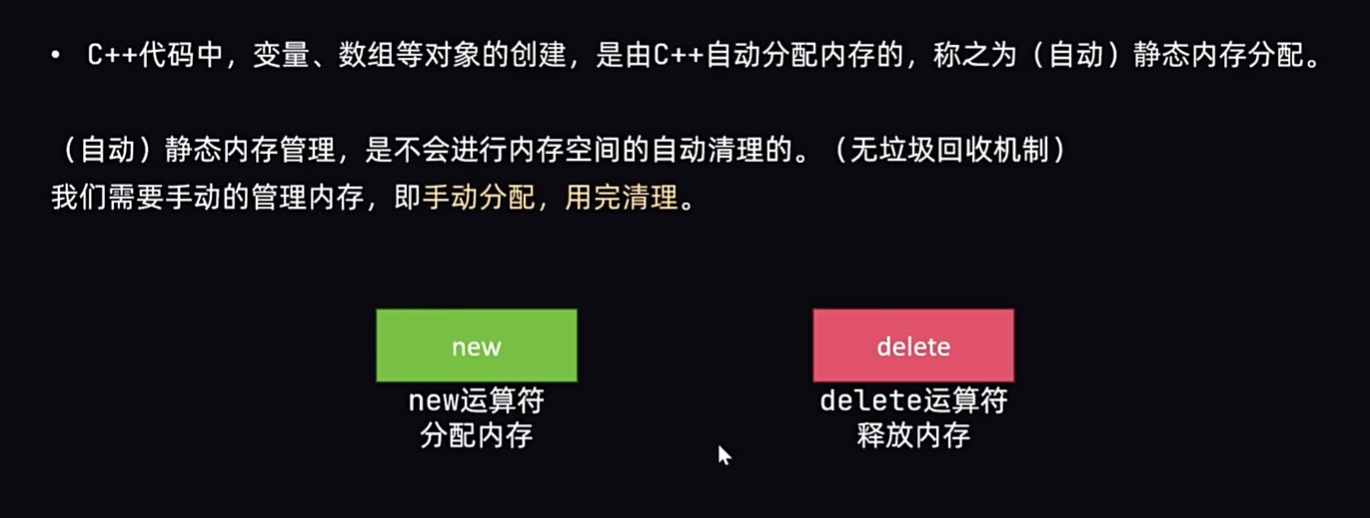 • C++代码中，变量、数组等对象的创建，是由C++自动分配内存的，称之为（自动）静态内存分配。
（自动）静态内存管理，是不会进行内存空间的自动清理的。（无垃圾回收机制）
我们需要手动的管理内存，即手动分配，用完清理。
new
delete
new运算符
分配内存
delete运算符
释放内存